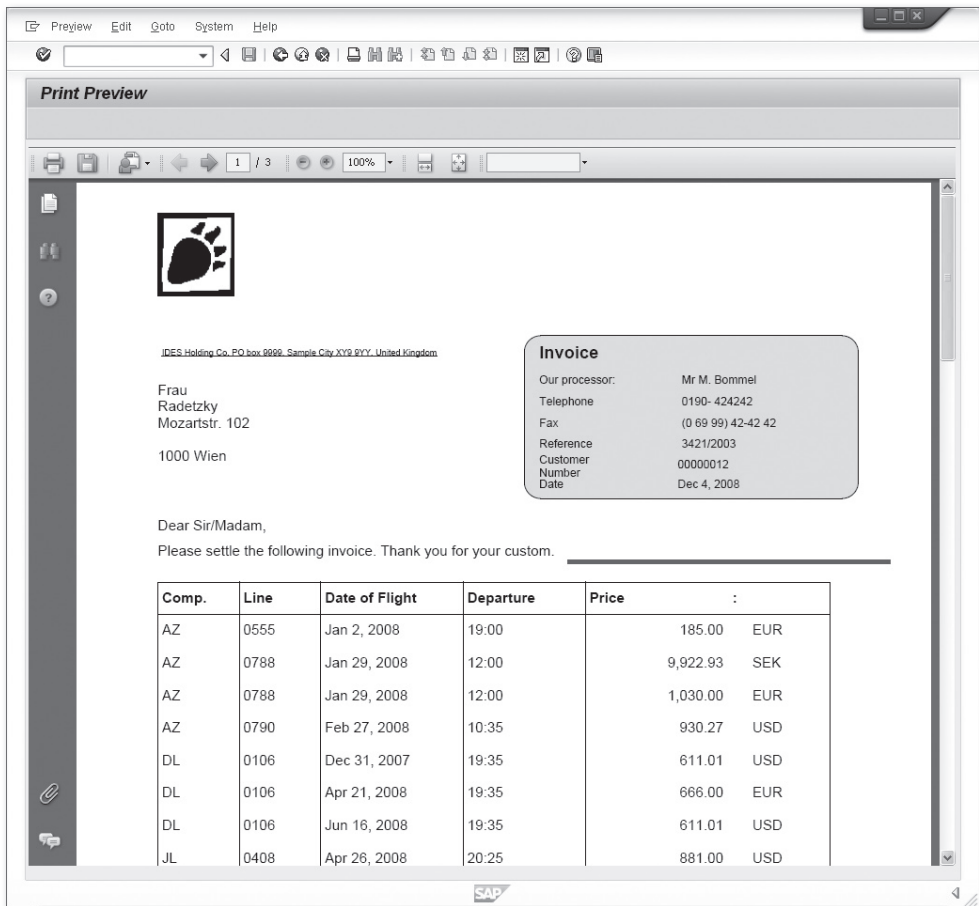 Preview Edit Goto System Help
Print Preview
1 / 3 100%
IDES Holding Co. PO box 9999, Sample City XY9 9YY, United Kingdom
Frau
Radetzky
Mozartstr. 102
1000 Wien
Invoice
Our processor: Mr M. Bommel
Telephone 0190- 424242
Fax (0 69 99) 42-42 42
Reference 3421/2003
Customer Number 00000012
Date Dec 4, 2008
Dear Sir/Madam,
Please settle the following invoice. Thank you for your custom.
Comp. Line Date of Flight Departure Price :
AZ 0555 Jan 2, 2008 19:00 185.00 EUR
AZ 0788 Jan 29, 2008 12:00 9,922.93 SEK
AZ 0788 Jan 29, 2008 12:00 1,030.00 EUR
AZ 0790 Feb 27, 2008 10:35 930.27 USD
DL 0106 Dec 31, 2007 19:35 611.01 USD
DL 0106 Apr 21, 2008 19:35 666.00 EUR
DL 0106 Jun 16, 2008 19:35 611.01 USD
JL 0408 Apr 26, 2008 20:25 881.00 USD
SAP